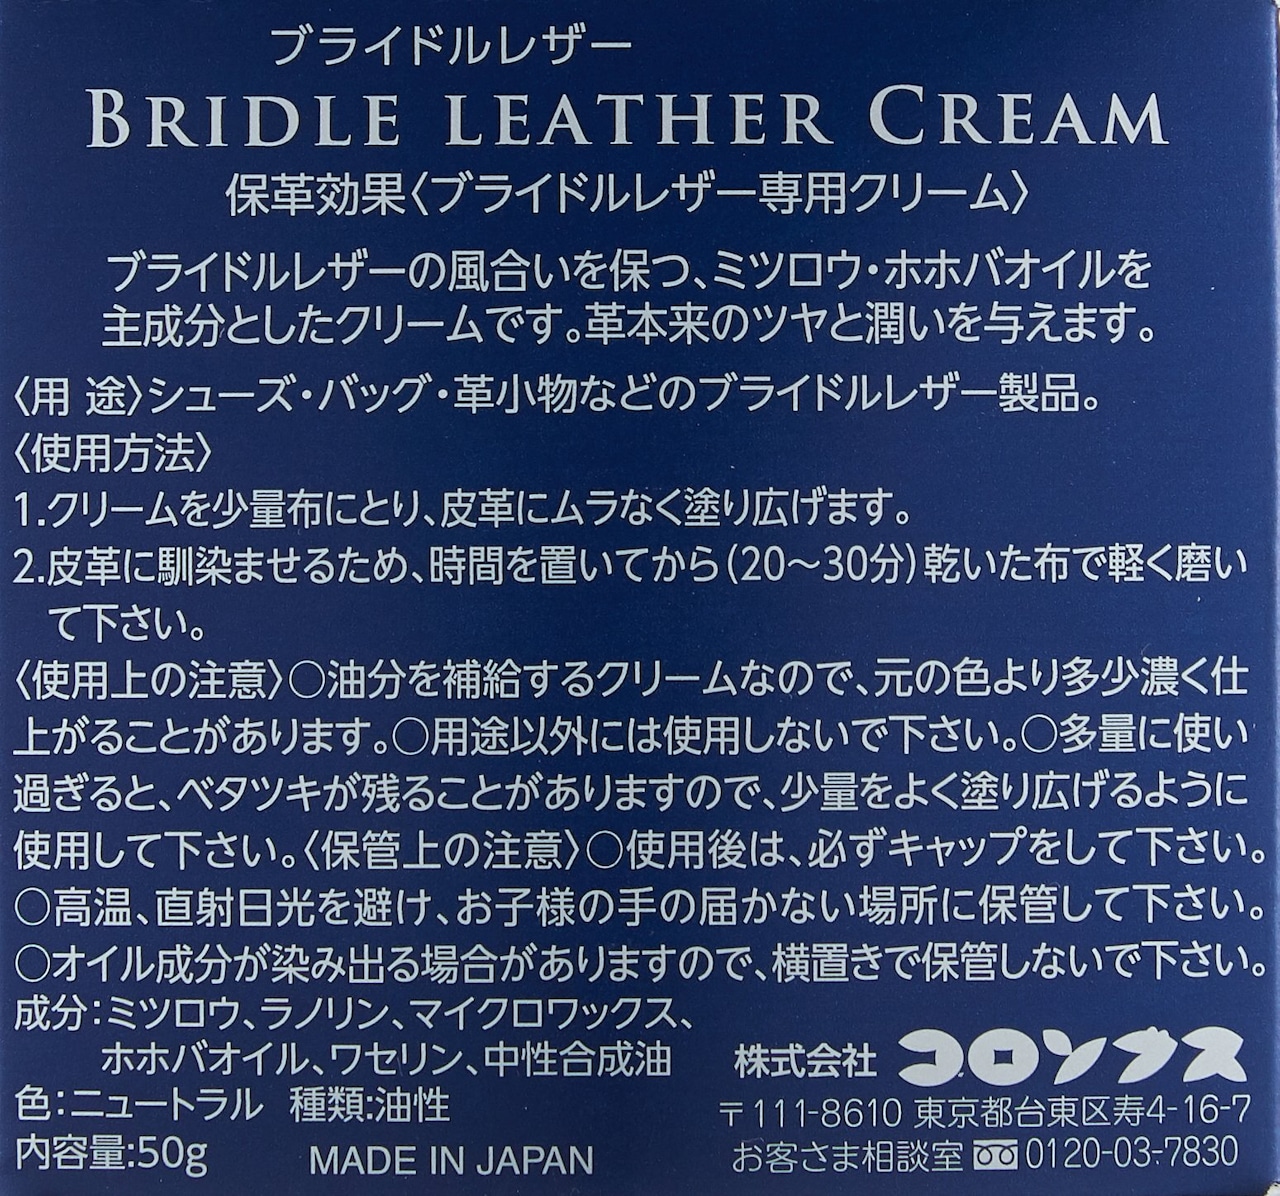 ブライドルレザー
BRIDLE LEATHER CREAM
保革効果〈ブライドルレザー専用クリーム〉
ブライドルレザーの風合いを保つ、ミツロウ・ホホバオイルを
主成分としたクリームです。革本来のツヤと潤いを与えます。
〈用 途〉シューズ・バッグ・革小物などのブライドルレザー製品。
〈使用方法〉
1.クリームを少量布にとり、皮革にムラなく塗り広げます。
2.皮革に馴染ませるため、時間を置いてから(20〜30分)乾いた布で軽く磨い
て下さい。
〈使用上の注意〉○油分を補給するクリームなので、元の色より多少濃く仕
上がることがあります。○用途以外には使用しないで下さい。○多量に使い
過ぎると、ベタツキが残ることがありますので、少量をよく塗り広げるように
使用して下さい。〈保管上の注意〉○使用後は、必ずキャップをして下さい。
○高温、直射日光を避け、お子様の手の届かない場所に保管して下さい。
○オイル成分が染み出る場合がありますので、横置きで保管しないで下さい。
成分:ミツロウ、ラノリン、マイクロワックス、
ホホバオイル、ワセリン、中性合成油
色:ニュートラル 種類:油性
内容量:50g MADE IN JAPAN
株式会社 コロンブス
〒111-8610 東京都台東区寿4-16-7
お客さま相談室 0120-03-7830